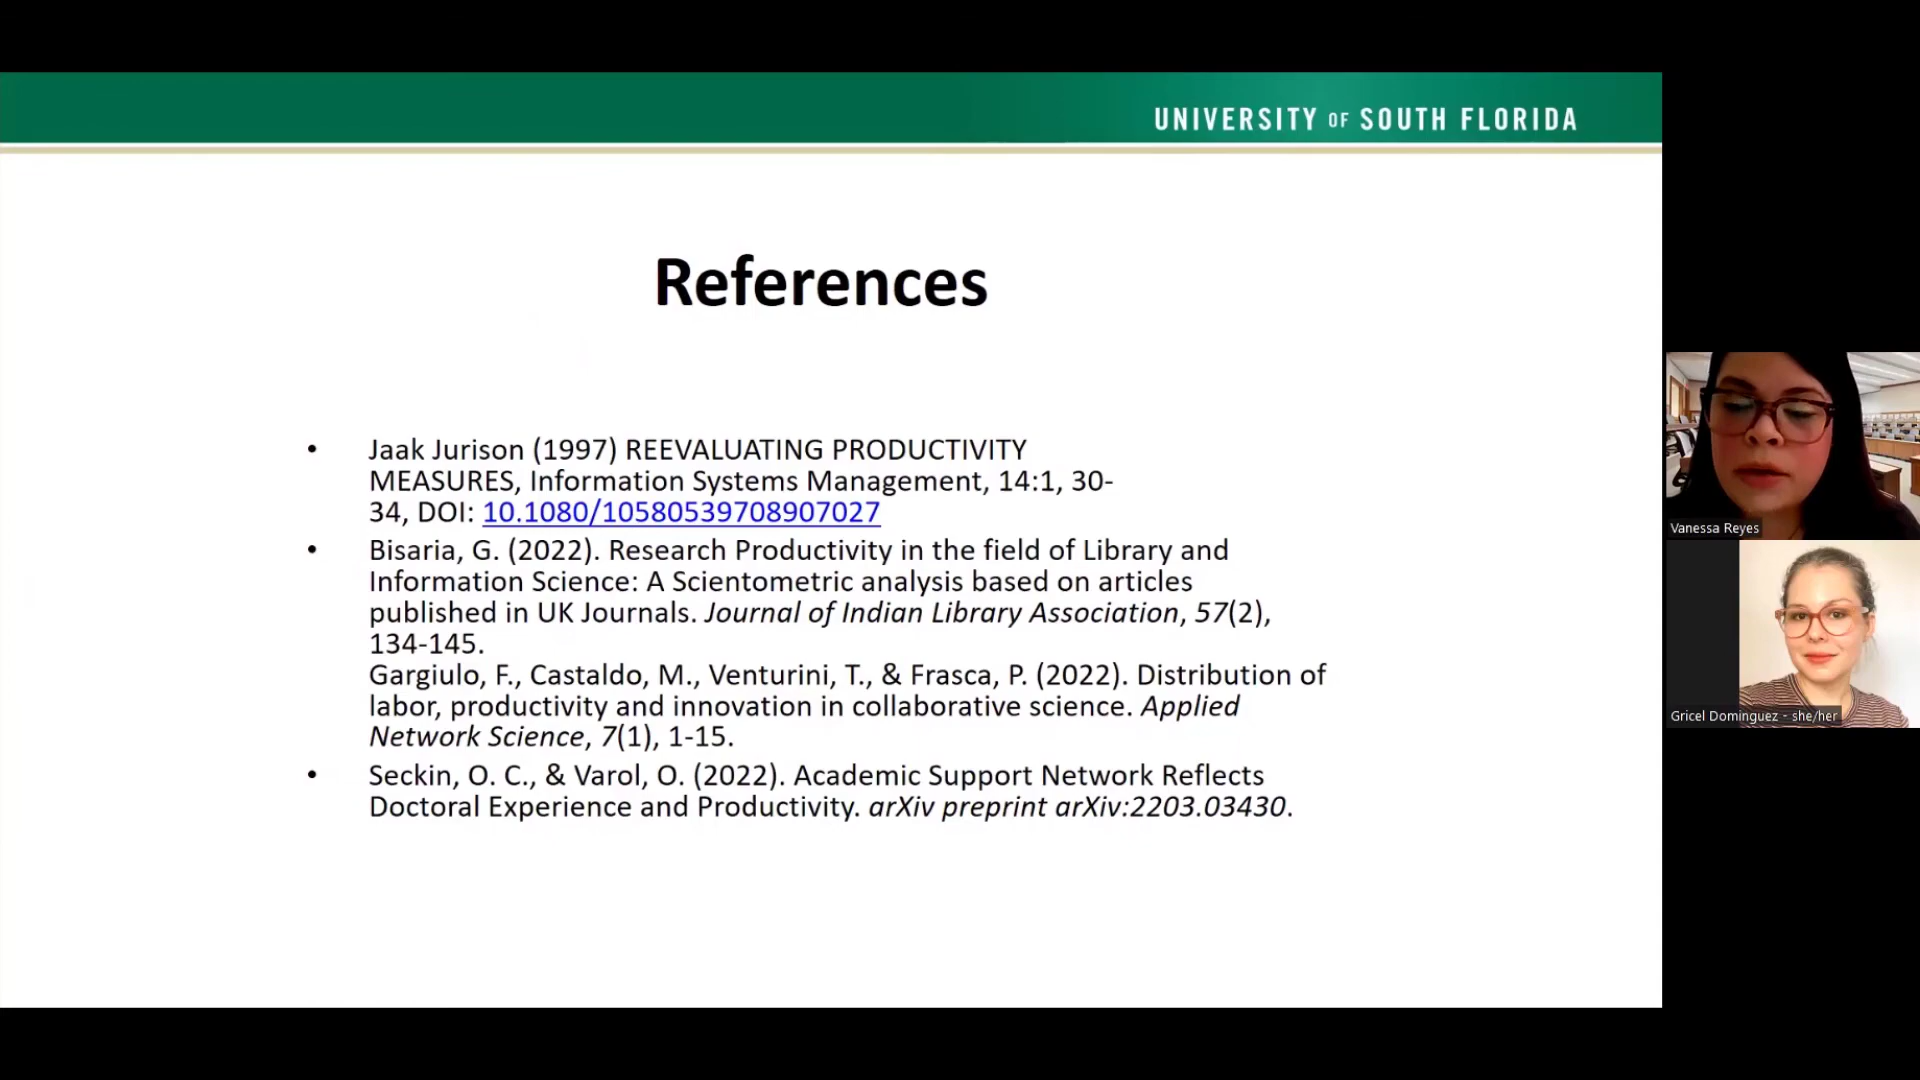 UNIVERSITY OF SOUTH FLORIDA
References
• Jaak Jurison (1997) REEVALUATING PRODUCTIVITY
MEASURES, Information Systems Management, 14:1, 30-
34, DOI: 10.1080/10580539708907027
• Bisaria, G. (2022). Research Productivity in the field of Library and
Information Science: A Scientometric analysis based on articles
published in UK Journals. Journal of Indian Library Association, 57(2),
134-145.
Gargiulo, F., Castaldo, M., Venturini, T., & Frasca, P. (2022). Distribution of
labor, productivity and innovation in collaborative science. Applied
Network Science, 7(1), 1-15.
• Seckin, O. C., & Varol, O. (2022). Academic Support Network Reflects
Doctoral Experience and Productivity. arXiv preprint arXiv:2203.03430.
Vanessa Reyes
Gricel Dominguez - she/her